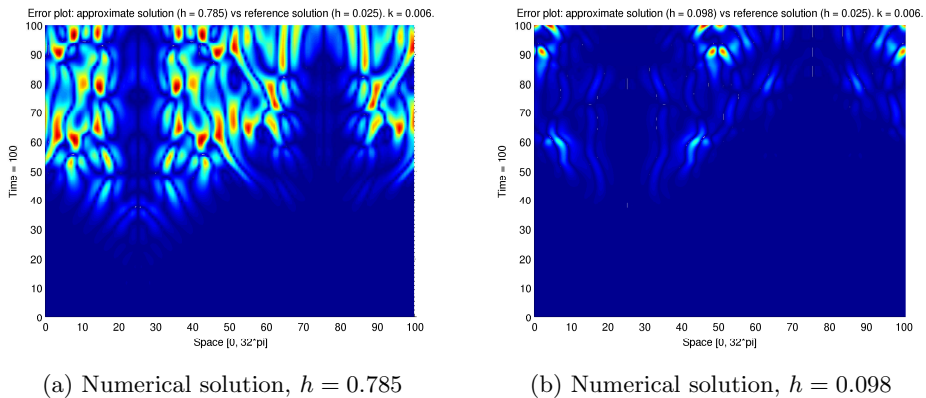 Error plot: approximate solution (h = 0.785) vs reference solution (h = 0.025). k = 0.006.
100
90
80
70
60
50
40
30
20
10
0
Time = 100
0 10 20 30 40 50 60 70 80 90 100
Space [0, 32*pi]
(a) Numerical solution, h = 0.785
Error plot: approximate solution (h = 0.098) vs reference solution (h = 0.025). k = 0.006.
100
90
80
70
60
50
40
30
20
10
0
Time = 100
0 10 20 30 40 50 60 70 80 90 100
Space [0, 32*pi]
(b) Numerical solution, h = 0.098